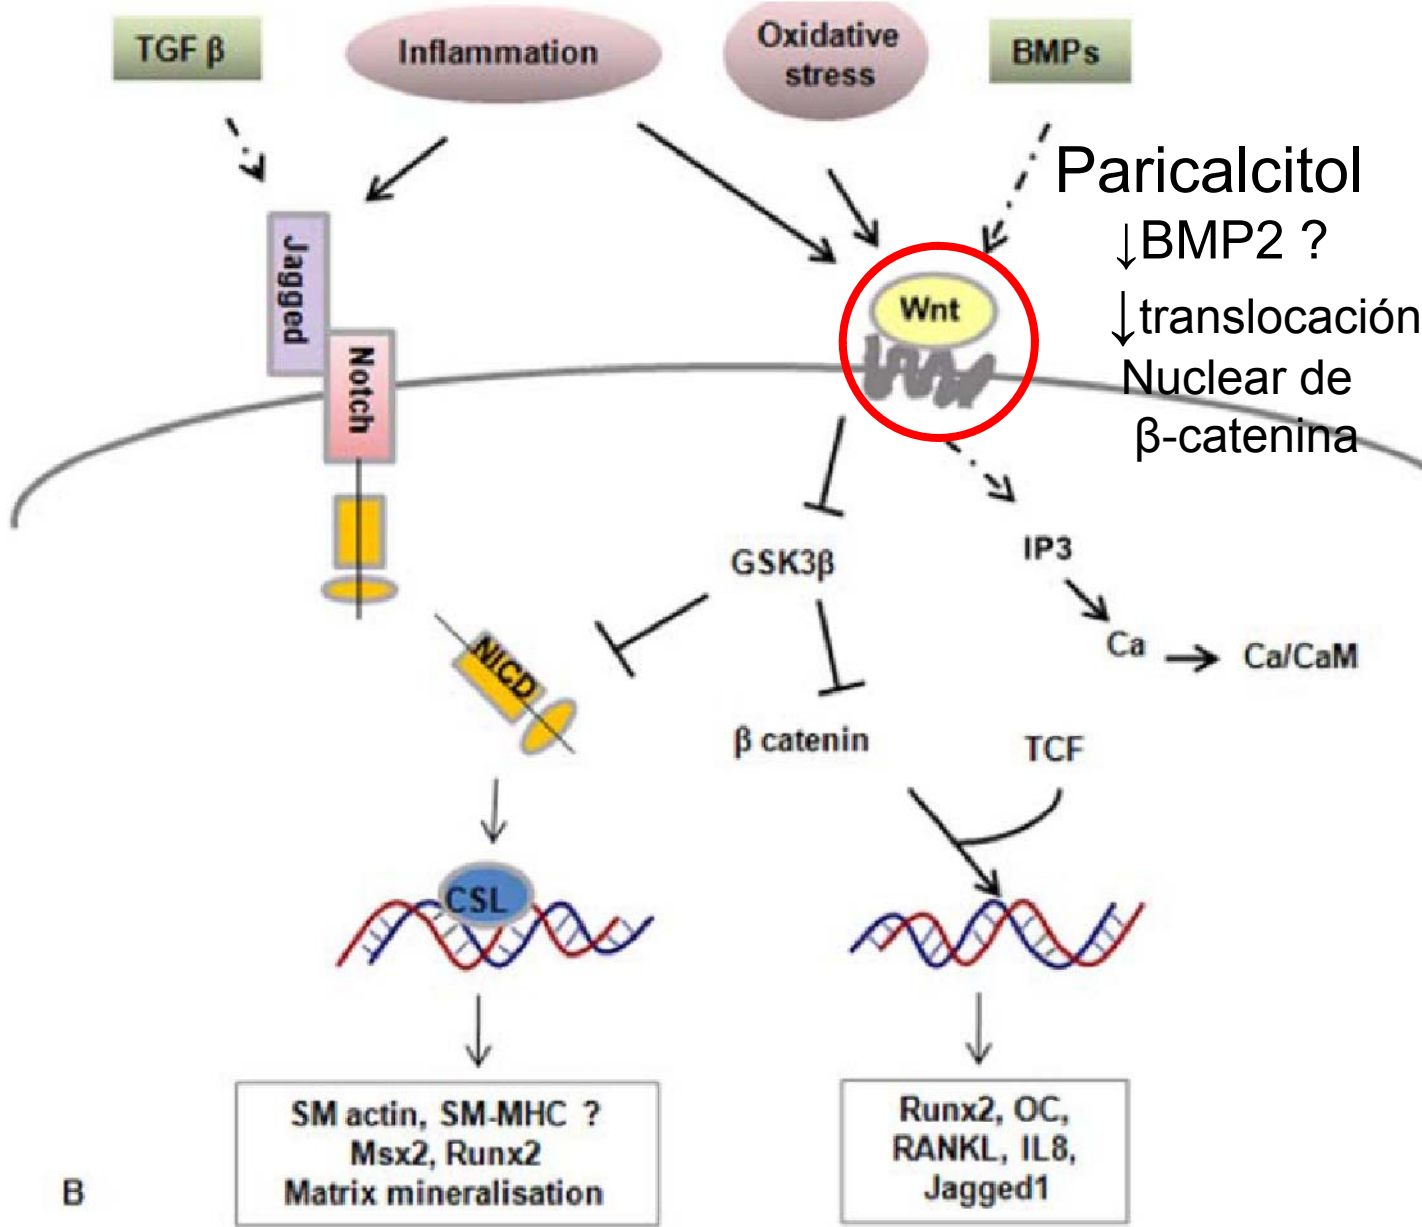 TGF β
Inflammation
Oxidative
stress
BMPs
Paricalcitol
↓BMP2 ?
↓translocación
Nuclear de
β-catenina
Jagged
Notch
Wnt
GSK3β
IP3
Ca
Ca/CaM
NICD
β catenin
TCF
CSL
SM actin, SM-MHC ?
Msx2, Runx2
Matrix mineralisation
Runx2, OC,
RANKL, IL8,
Jagged1
B